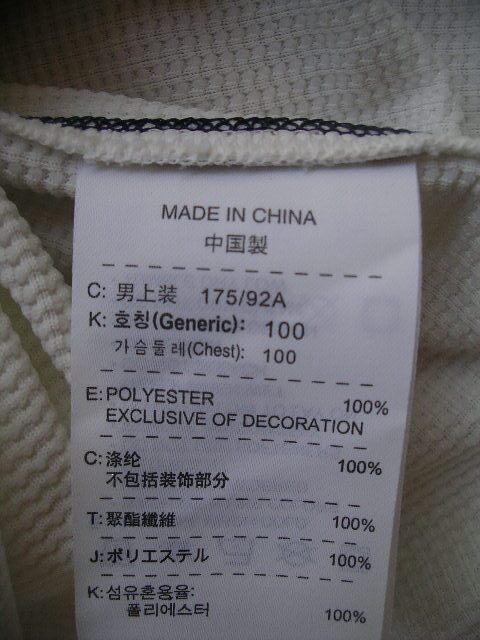 MADE IN CHINA
中国製
C: 男上装 175/92A
K: 호칭(Generic): 100
가슴둘레(Chest): 100
E: POLYESTER 100%
EXCLUSIVE OF DECORATION
C: 涤纶 100%
不包括装饰部分
T: 聚酯纖維 100%
J: ポリエステル 100%
K: 섬유혼용율:
폴리에스터 100%